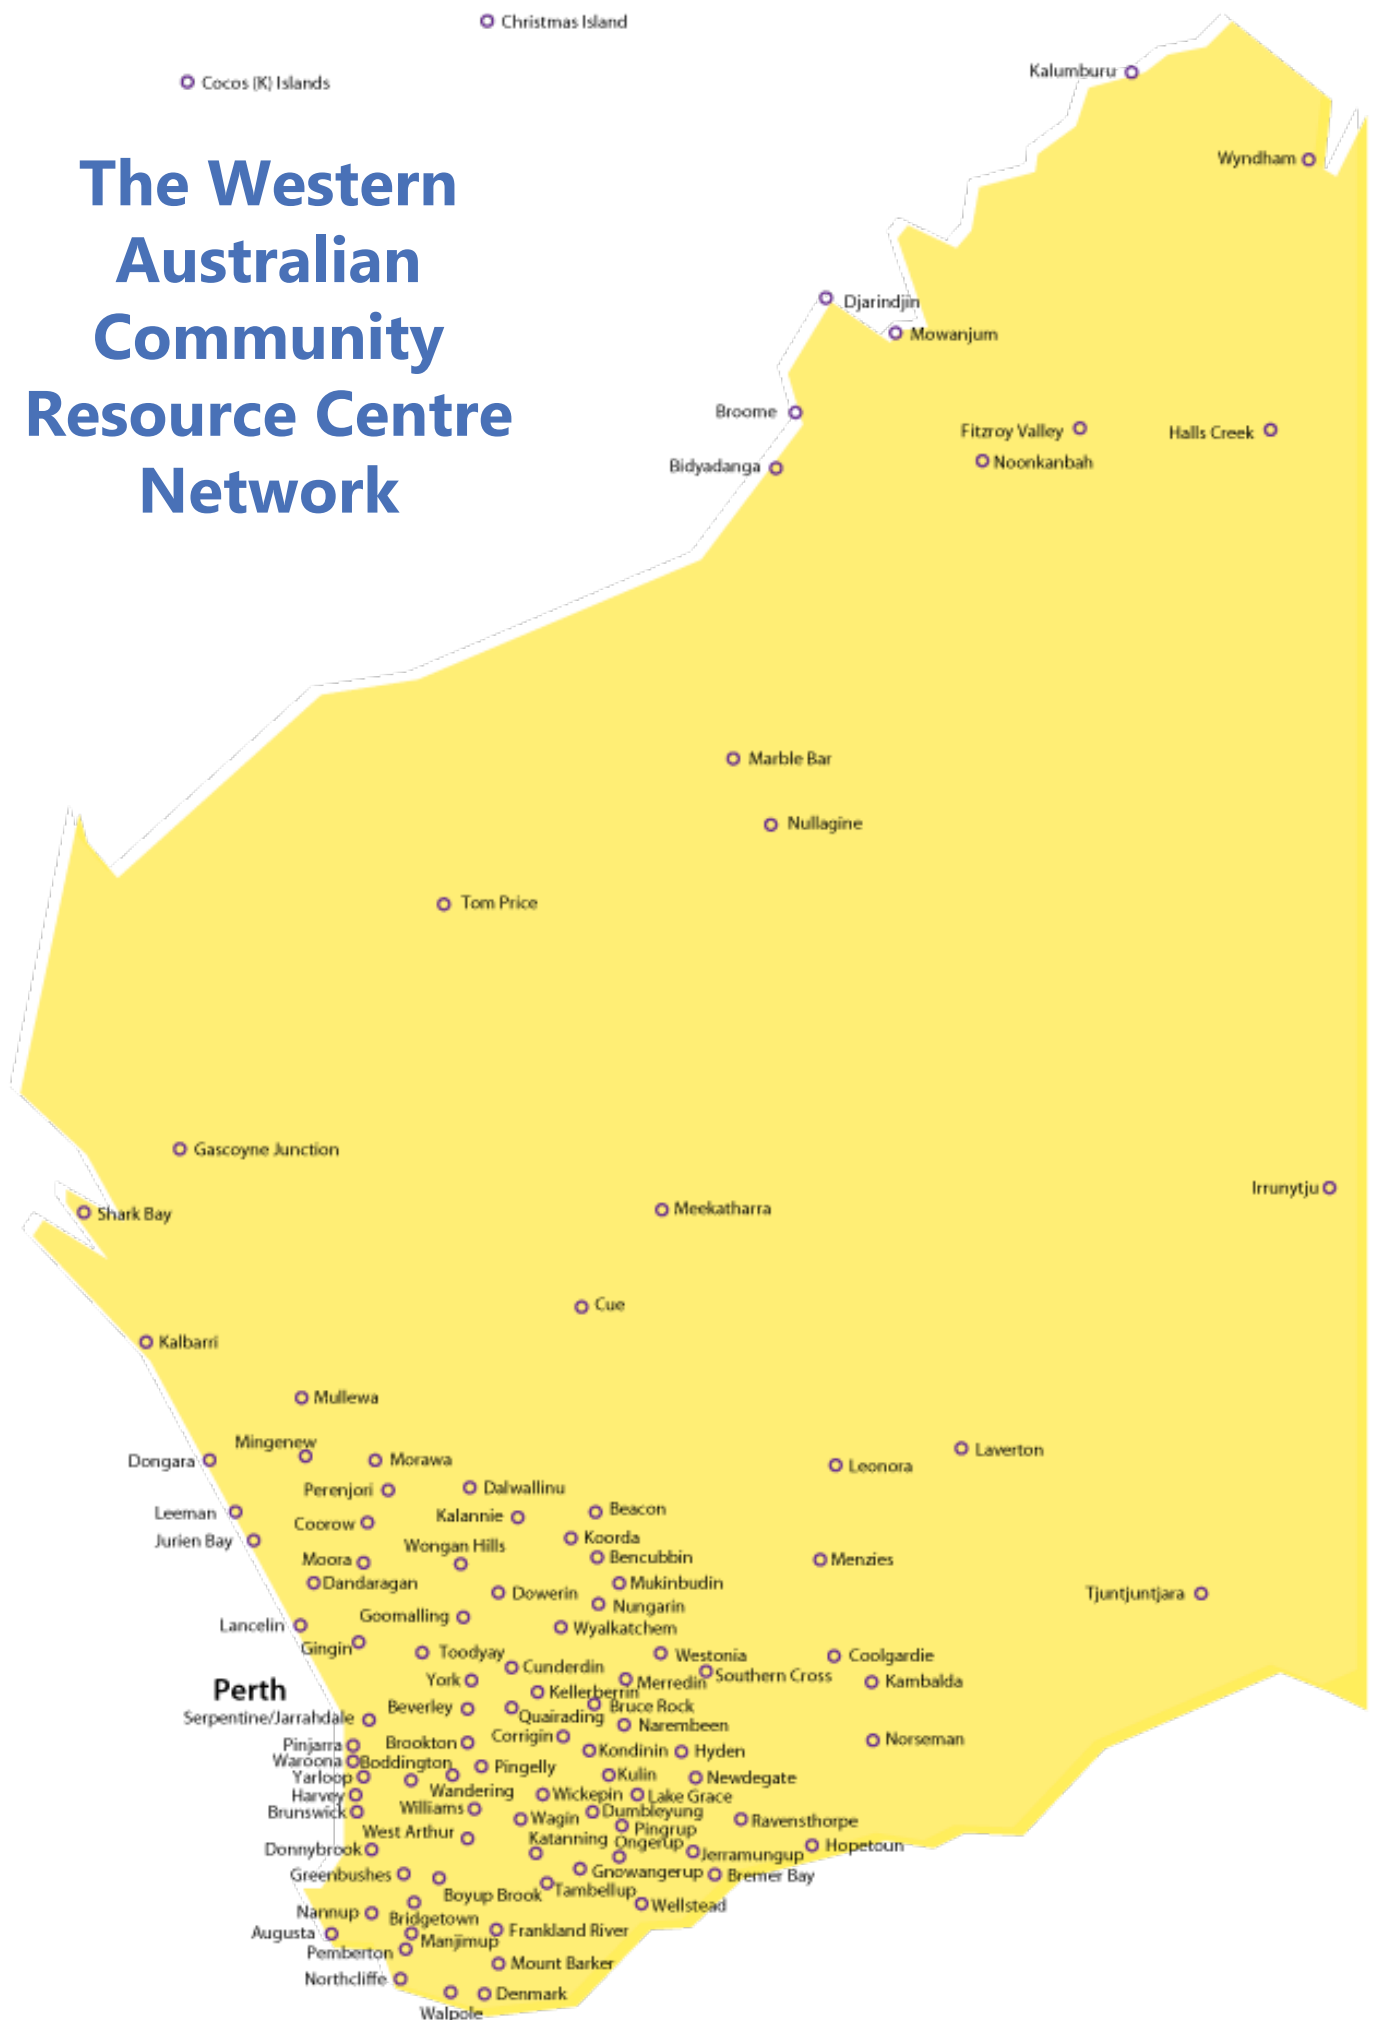 Christmas Island
Kalumburu
Cocos (K) Islands
The Western
Australian
Community
Resource Centre
Network
Wyndham
Djarindjin
Mowanjum
Broome
Fitzroy Valley
Halls Creek
Noonkanbah
Bidyadanga
Marble Bar
Nullagine
Tom Price
Gascoyne Junction
Irrunytju
Shark Bay
Meekatharra
Cue
Kalbarri
Mullewa
Mingenew
Laverton
Dongara
Morawa
Leonora
Perenjori
Dalwallinu
Beacon
Leeman
Kalannie
Coorow
Koorda
Jurien Bay
Wongan Hills
Bencubbin
Moora
Menzies
Dandaragan
Mukinbudin
Dowerin
Tjuntjuntjara
Nungarin
Goomalling
Lancelin
Wyalkatchem
Gingin
Toodyay
Westonia
Coolgardie
Cunderdin
Southern Cross
York
Merredin
Kambalda
Perth
Kellerberrin
Beverley
Bruce Rock
Serpentine/Jarrahdale
Quairading
Narembeen
Corrigin
Norseman
Pinjarra
Brookton
Kondinin
Hyden
Waroona
Boddington
Pingelly
Yarloop
Kulin
Newdegate
Wandering
Harvey
Wickepin
Lake Grace
Brunswick
Williams
Dumbleyung
Wagin
Ravensthorpe
Pingrup
West Arthur
Katanning
Ongerup
Donnybrook
Hopetoun
Jerramungup
Greenbushes
Gnowangerup
Bremer Bay
Tambellup
Boyup Brook
Wellstead
Nannup
Bridgetown
Frankland River
Augusta
Manjimup
Pemberton
Mount Barker
Northcliffe
Denmark
Walpole